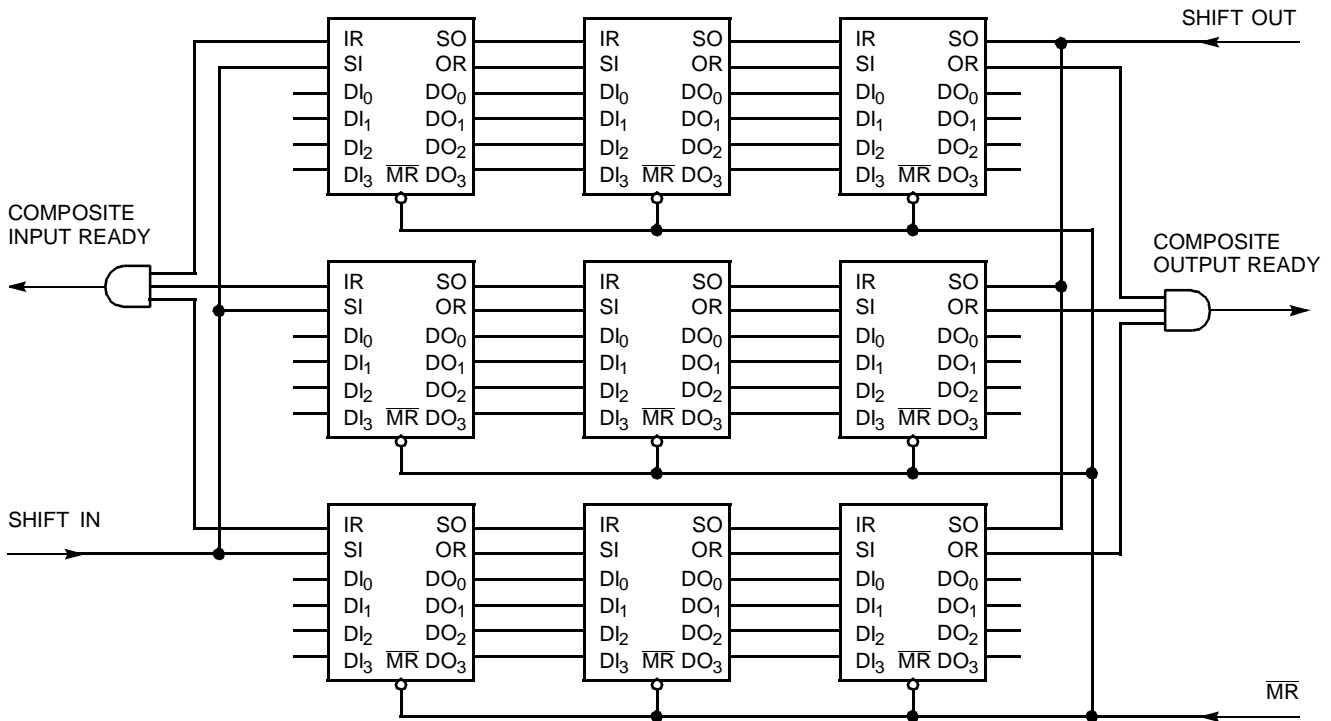 SHIFT OUT
IR SO IR SO IR SO
SI OR SI OR SI OR
DI0 DO0 DI0 DO0 DI0 DO0
DI1 DO1 DI1 DO1 DI1 DO1
DI2 DO2 DI2 DO2 DI2 DO2
DI3 MR DO3 DI3 MR DO3 DI3 MR DO3
COMPOSITE
INPUT READY
COMPOSITE
OUTPUT READY
IR SO IR SO IR SO
SI OR SI OR SI OR
DI0 DO0 DI0 DO0 DI0 DO0
DI1 DO1 DI1 DO1 DI1 DO1
DI2 DO2 DI2 DO2 DI2 DO2
DI3 MR DO3 DI3 MR DO3 DI3 MR DO3
SHIFT IN
IR SO IR SO IR SO
SI OR SI OR SI OR
DI0 DO0 DI0 DO0 DI0 DO0
DI1 DO1 DI1 DO1 DI1 DO1
DI2 DO2 DI2 DO2 DI2 DO2
DI3 MR DO3 DI3 MR DO3 DI3 MR DO3
MR